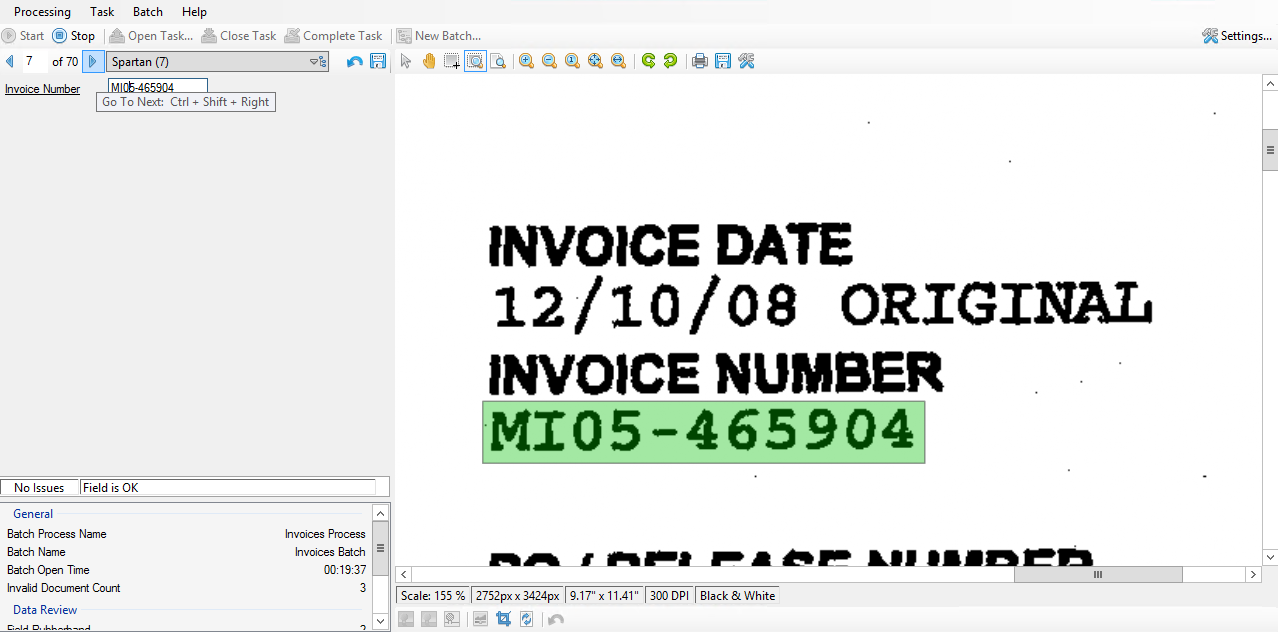 Processing Task Batch Help
Start Stop Open Task... Close Task Complete Task New Batch... Settings...
7 of 70 Spartan (7)
Invoice Number MI05-465904
Go To Next: Ctrl + Shift + Right
INVOICE DATE
12/10/08 ORIGINAL
INVOICE NUMBER
MI05-465904
PO / RELEASE NUMBER
No Issues Field is OK
General
Batch Process Name Invoices Process
Batch Name Invoices Batch
Batch Open Time 00:19:37
Invalid Document Count 3
Data Review
Field Rubberband 2
Scale: 155 % 2752px x 3424px 9.17" x 11.41" 300 DPI Black & White